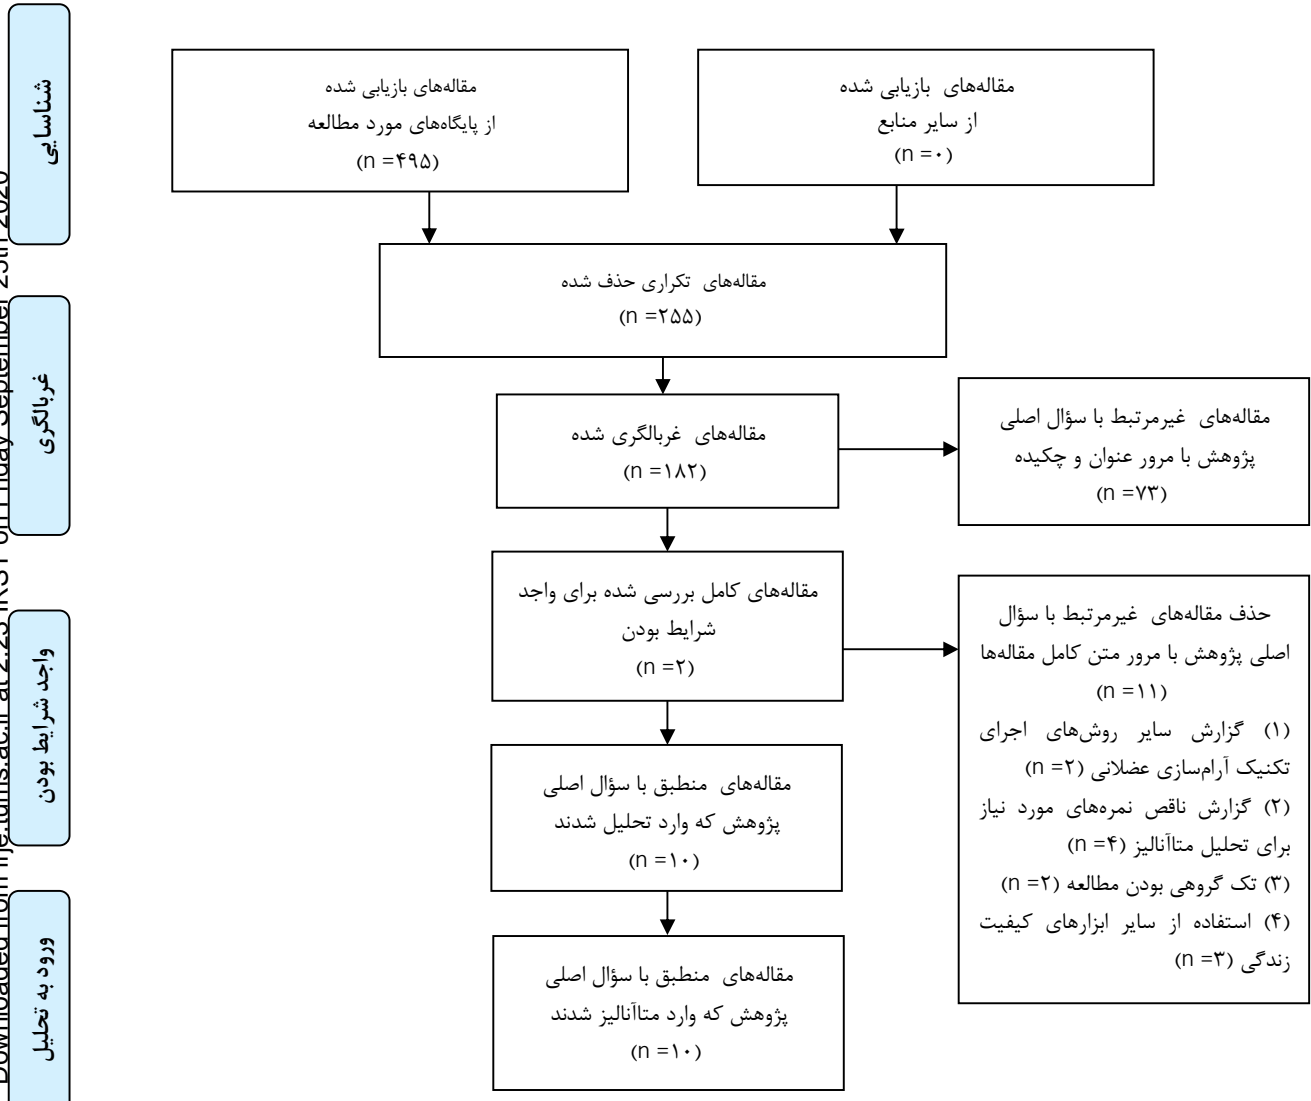 شناسایی
مقاله‌های بازیابی شده
از پایگاه‌های مورد مطالعه
(n =۴۹۵)
مقاله‌های بازیابی شده
از سایر منابع
(n =۰)
مقاله‌های تکراری حذف شده
(n =۲۵۵)
غربالگری
مقاله‌های غربالگری شده
(n =۱۸۲)
مقاله‌های غیرمرتبط با سؤال اصلی
پژوهش با مرور عنوان و چکیده
(n =۷۳)
واجد شرایط بودن
مقاله‌های کامل بررسی شده برای واجد
شرایط بودن
(n =۲)
حذف مقاله‌های غیرمرتبط با سؤال
اصلی پژوهش با مرور متن کامل مقاله‌ها
(n =۱۱)
(۱) گزارش سایر روش‌های اجرای
تکنیک آرام‌سازی عضلانی (n =۲)
(۲) گزارش ناقص نمره‌های مورد نیاز
برای تحلیل متاآنالیز (n =۴)
(۳) تک گروهی بودن مطالعه (n =۲)
(۴) استفاده از سایر ابزارهای کیفیت
زندگی (n =۳)
مقاله‌های منطبق با سؤال اصلی
پژوهش که وارد تحلیل شدند
(n =۱۰)
ورود به تحلیل
مقاله‌های منطبق با سؤال اصلی
پژوهش که وارد متاآنالیز شدند
(n =۱۰)